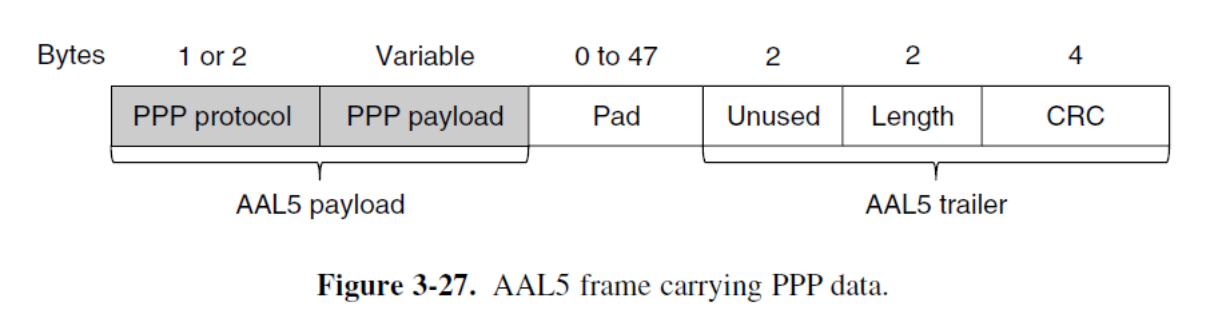 Bytes 1 or 2 Variable 0 to 47 2 2 4
PPP protocol PPP payload Pad Unused Length CRC
AAL5 payload AAL5 trailer
Figure 3-27. AAL5 frame carrying PPP data.